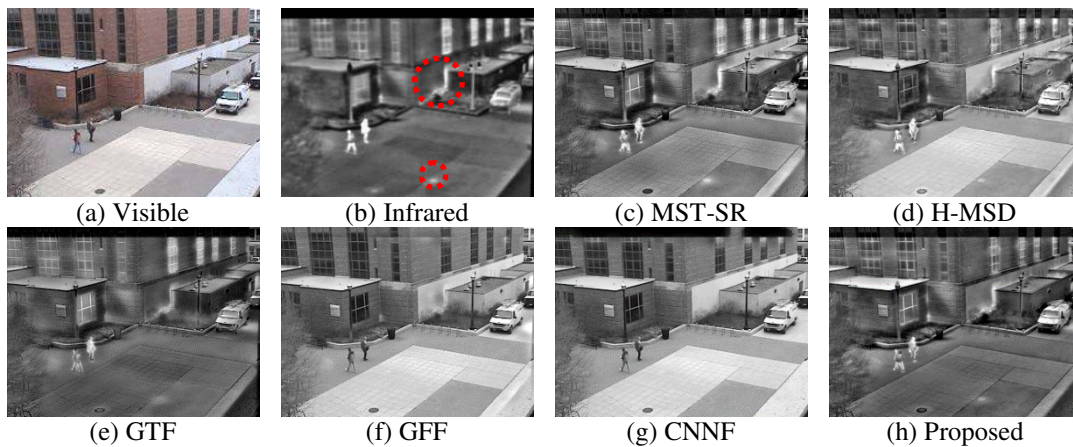 (a) Visible
(b) Infrared
(c) MST-SR
(d) H-MSD
(e) GTF
(f) GFF
(g) CNNF
(h) Proposed